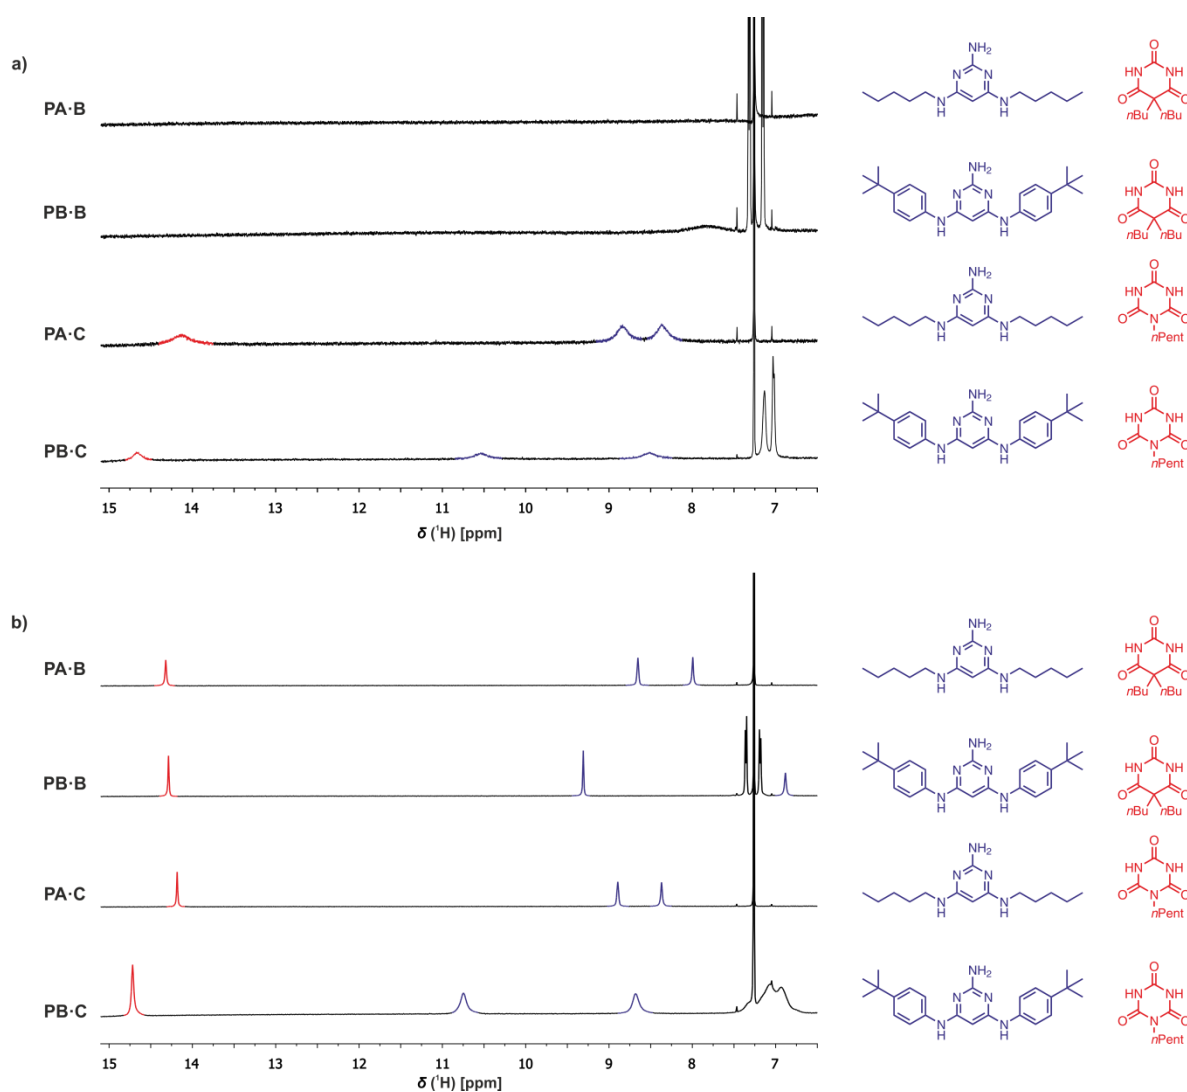 a)
PA·B
NH₂
N N
N H
N H
O
HN NH
O O
nBu nBu
PB·B
NH₂
N N
N H
N H
O
HN NH
O O
nBu nBu
PA·C
NH₂
N N
N H
N H
O
HN NH
O N O
nPent
PB·C
NH₂
N N
N H
N H
O
HN NH
O N O
nPent
15 14 13 12 11 10 9 8 7
δ (¹H) [ppm]
b)
PA·B
NH₂
N N
N H
N H
O
HN NH
O O
nBu nBu
PB·B
NH₂
N N
N H
N H
O
HN NH
O O
nBu nBu
PA·C
NH₂
N N
N H
N H
O
HN NH
O N O
nPent
PB·C
NH₂
N N
N H
N H
O
HN NH
O N O
nPent
15 14 13 12 11 10 9 8 7
δ (¹H) [ppm]